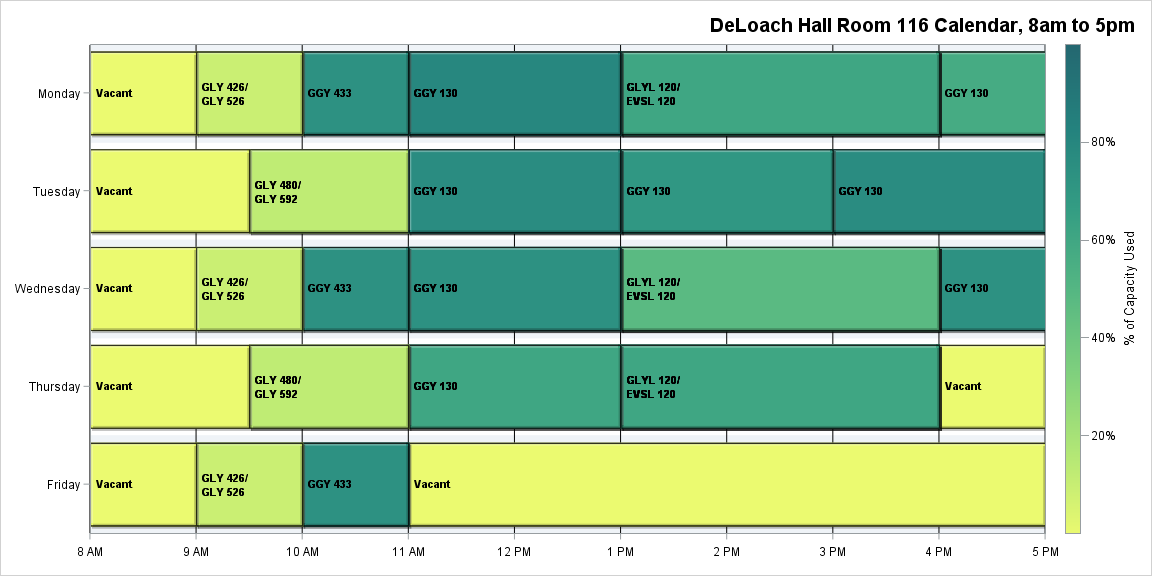 DeLoach Hall Room 116 Calendar, 8am to 5pm
Monday
Vacant
GLY 426/
GLY 526
GGY 433
GGY 130
GLYL 120/
EVSL 120
GGY 130
Tuesday
Vacant
GLY 480/
GLY 592
GGY 130
GGY 130
GGY 130
Wednesday
Vacant
GLY 426/
GLY 526
GGY 433
GGY 130
GLYL 120/
EVSL 120
GGY 130
Thursday
Vacant
GLY 480/
GLY 592
GGY 130
GLYL 120/
EVSL 120
Vacant
Friday
Vacant
GLY 426/
GLY 526
GGY 433
Vacant
8 AM
9 AM
10 AM
11 AM
12 PM
1 PM
2 PM
3 PM
4 PM
5 PM
80%
60%
40%
20%
% of Capacity Used